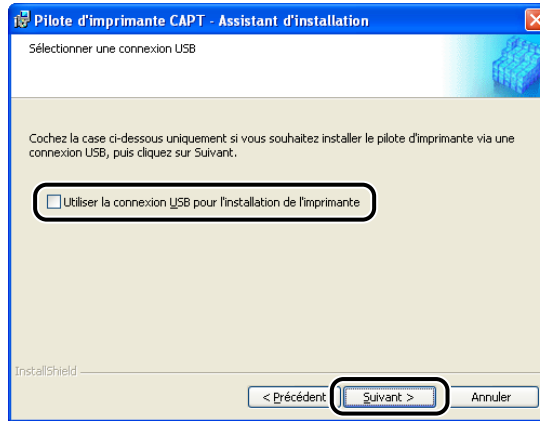 Pilote d'imprimante CAPT - Assistant d'installation
Sélectionner une connexion USB
Cochez la case ci-dessous uniquement si vous souhaitez installer le pilote d'imprimante via une
connexion USB, puis cliquez sur Suivant.
Utiliser la connexion USB pour l'installation de l'imprimante
InstallShield
< Précédent Suivant > Annuler